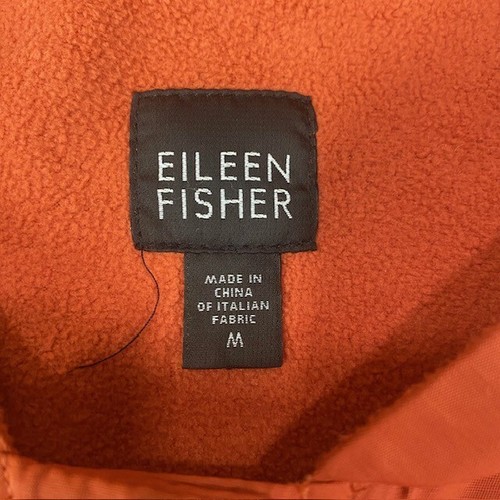 EILEEN
FISHER
MADE IN
CHINA
OF ITALIAN
FABRIC
M